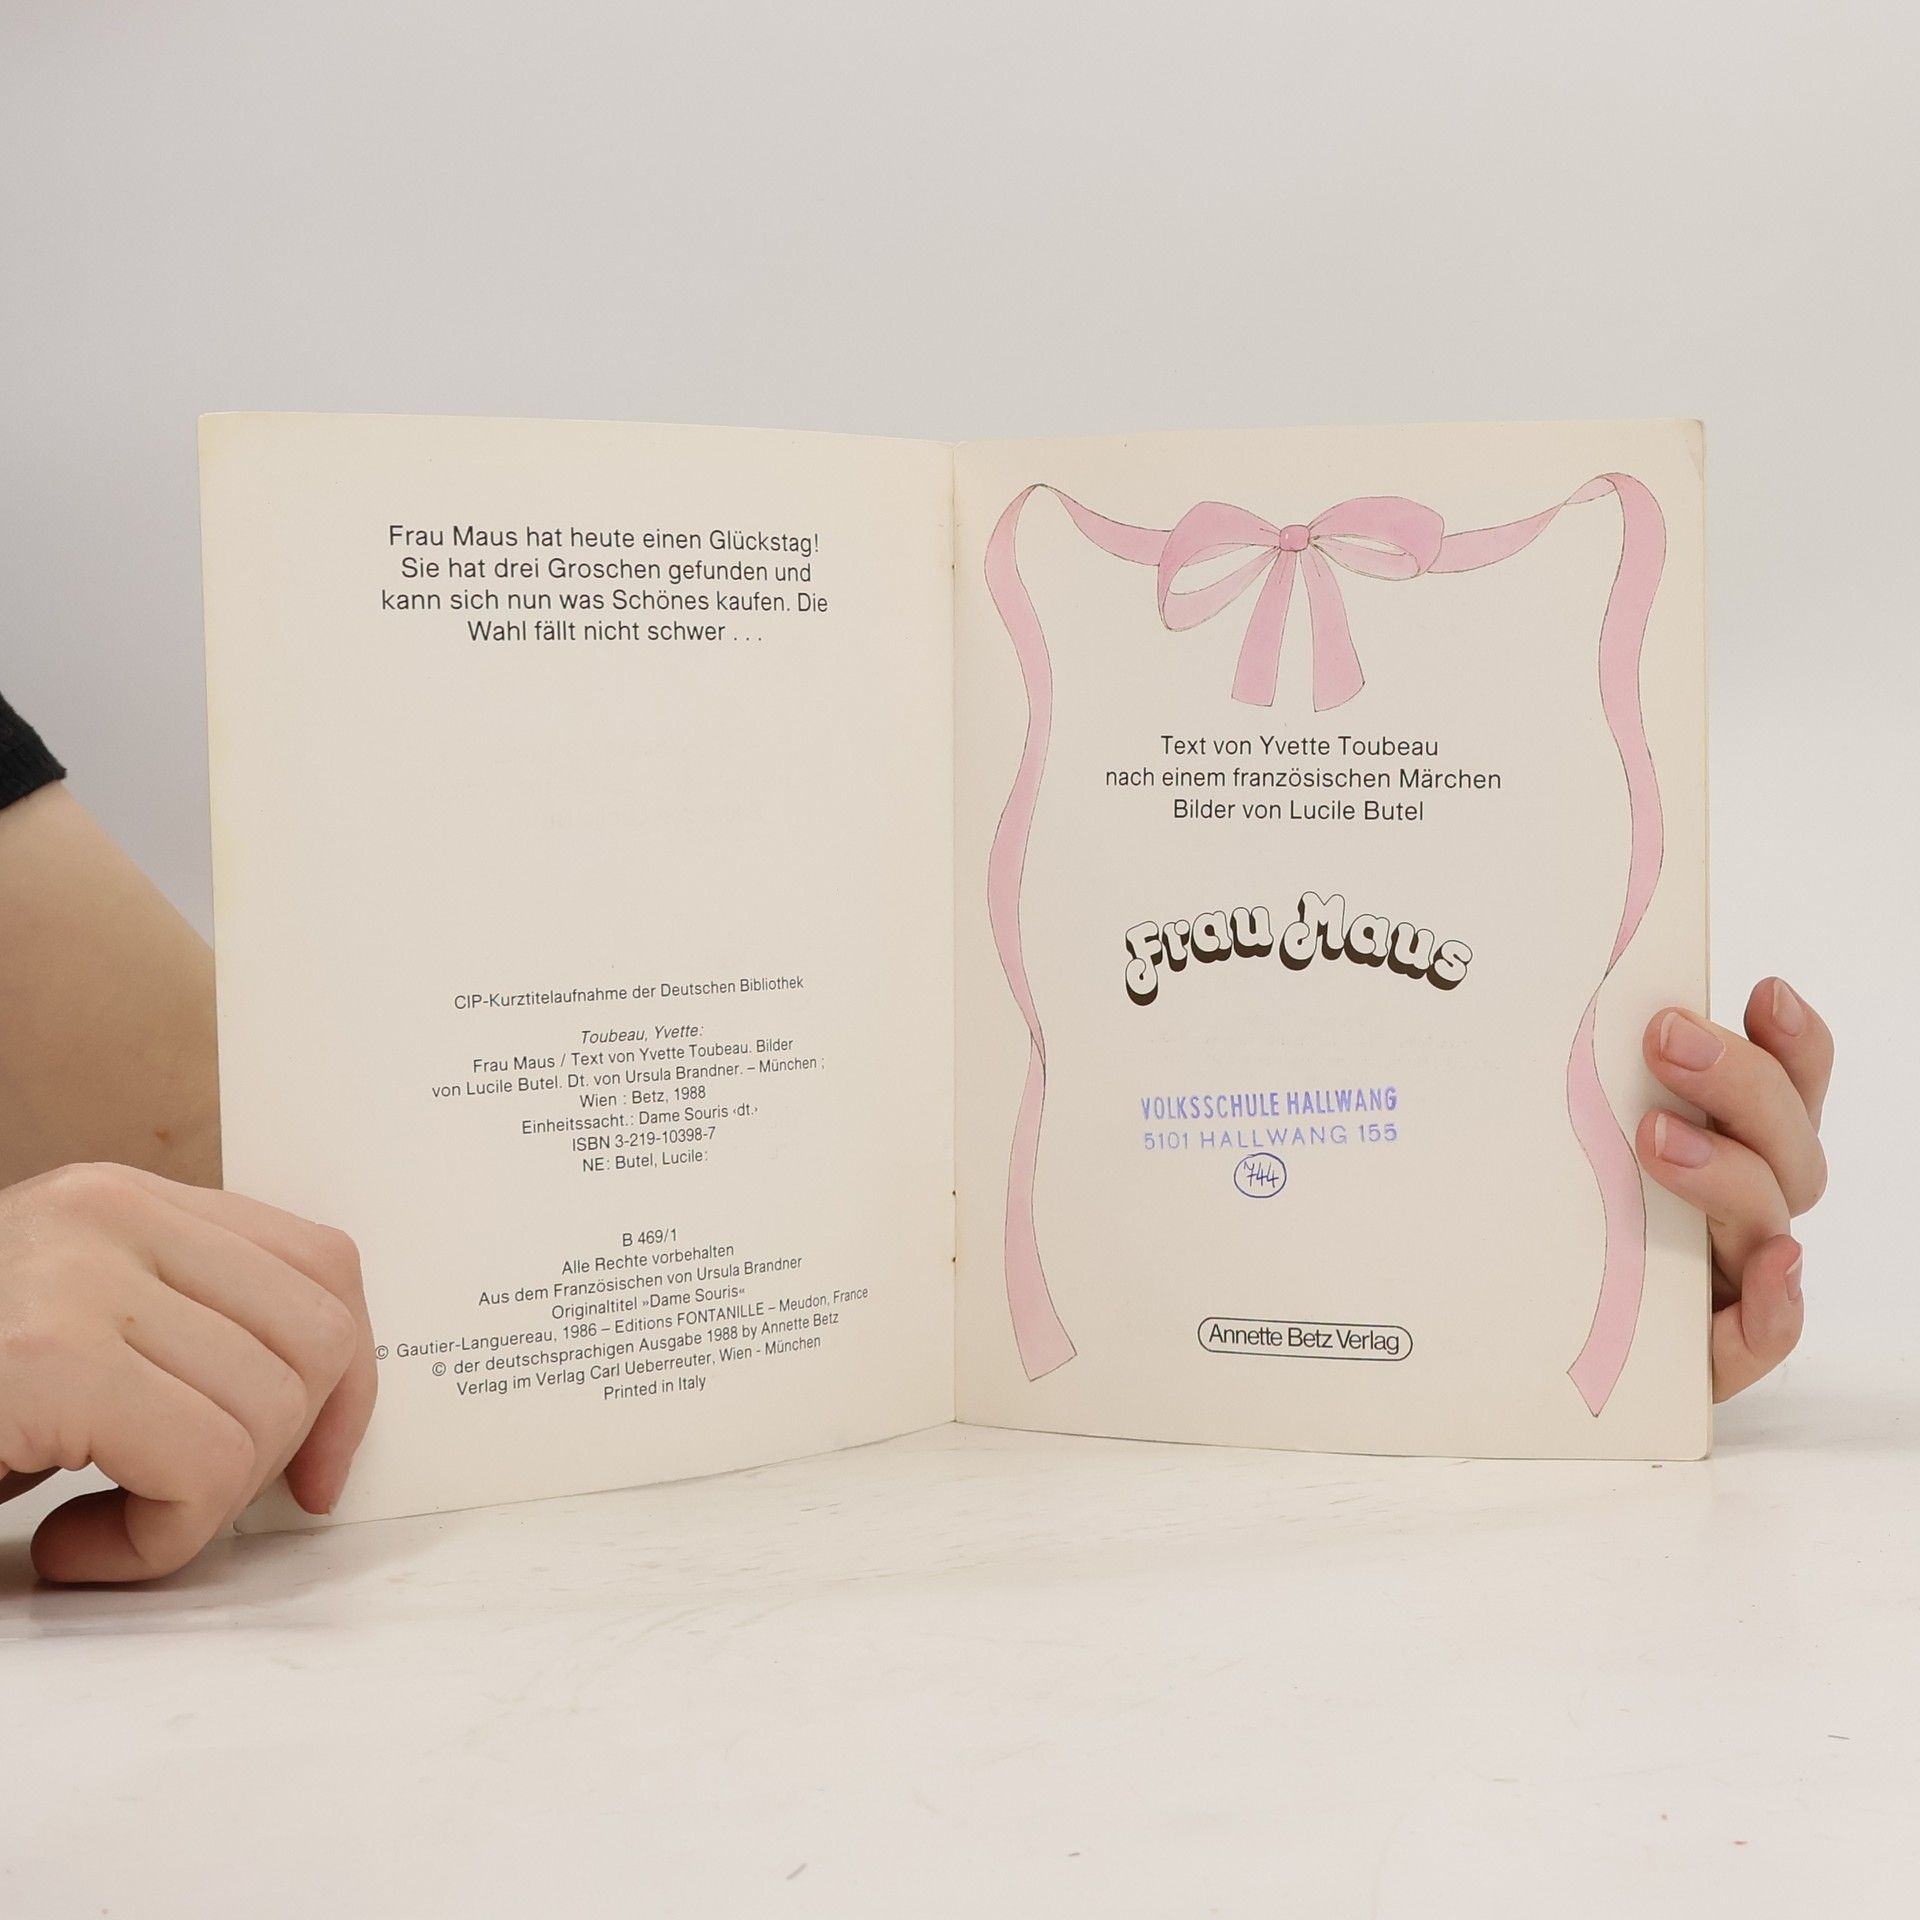 Frau Maus hat heute einen Glückstag!
Sie hat drei Groschen gefunden und
kann sich nun was Schönes kaufen. Die
Wahl fällt nicht schwer . . .
CIP-Kurztitelaufnahme der Deutschen Bibliothek
Toubeau, Yvette:
Frau Maus / Text von Yvette Toubeau. Bilder
von Lucile Butel. Dt. von Ursula Brandner. – München ;
Wien : Betz, 1988
Einheitssacht.: Dame Souris ‹dt.›
ISBN 3-219-10398-7
NE: Butel, Lucile:
B 469/1
Alle Rechte vorbehalten
Aus dem Französischen von Ursula Brandner
Originaltitel »Dame Souris«
© Gautier-Languereau, 1986 – Editions FONTANILLE – Meudon, France
© der deutschsprachigen Ausgabe 1988 by Annette Betz
Verlag im Verlag Carl Ueberreuter, Wien - München
Printed in Italy
Text von Yvette Toubeau
nach einem französischen Märchen
Bilder von Lucile Butel
Frau Maus
VOLKSSCHULE HALLWANG
5101 HALLWANG 155
744
Annette Betz Verlag